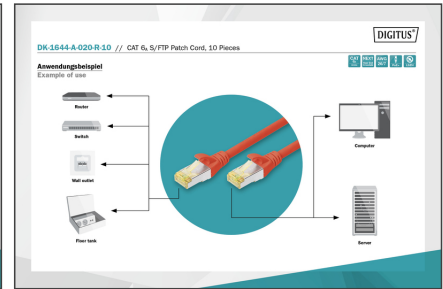 DIGITUS®
DK-1644-A-020-R-10 // CAT 6A S/FTP Patch Cord, 10 Pieces
Anwendungsbeispiel
Example of use
Router
Switch
Wall outlet
Floor tank
Computer
Server